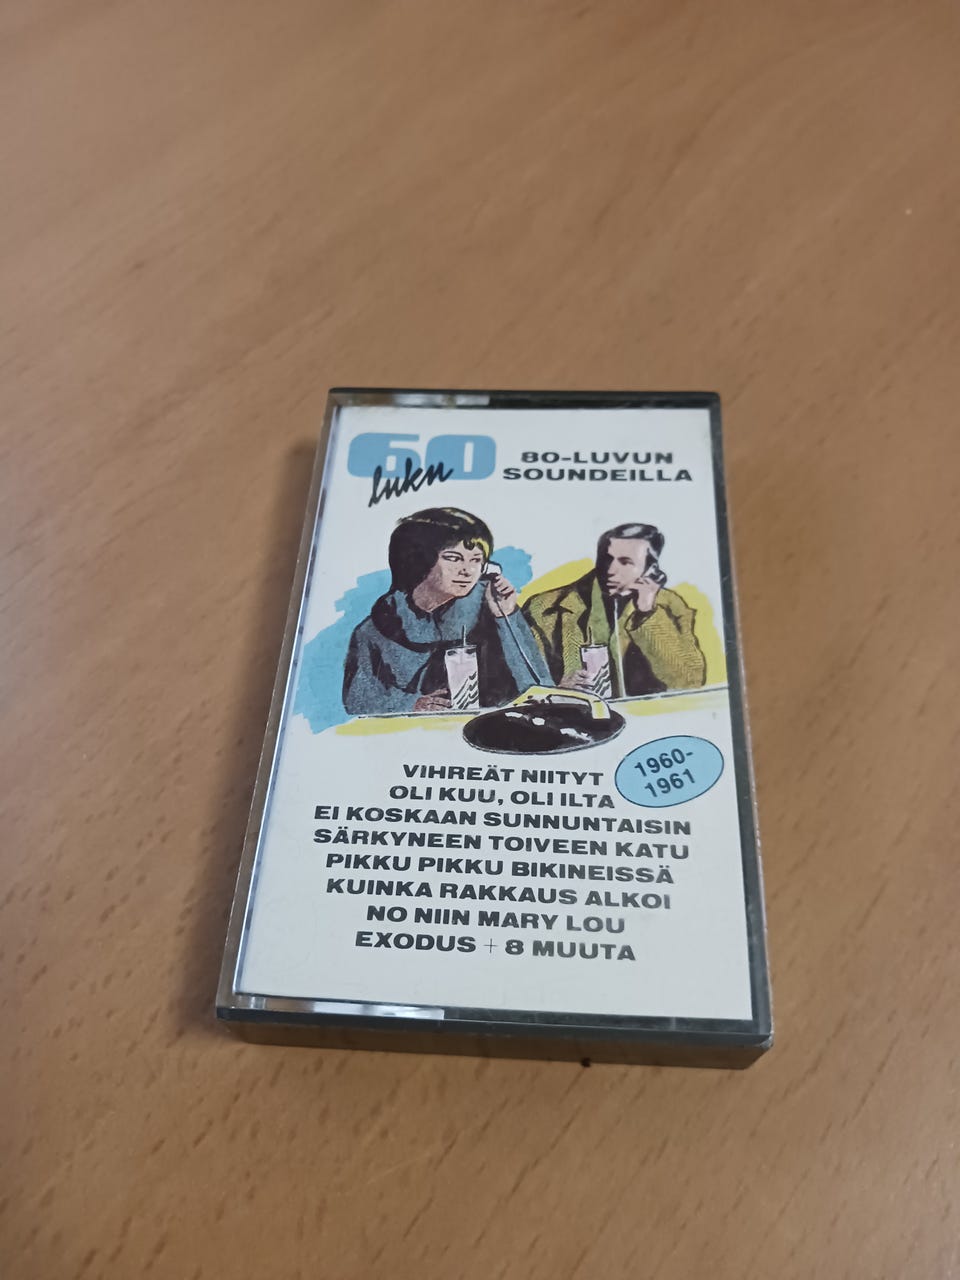 60
luku
80-LUVUN
SOUNDEILLA
1960-
1961
VIHREÄT NIITYT
OLI KUU, OLI ILTA
EI KOSKAAN SUNNUNTAISIN
SÄRKYNEEN TOIVEEN KATU
PIKKU PIKKU BIKINEISSÄ
KUINKA RAKKAUS ALKOI
NO NIIN MARY LOU
EXODUS + 8 MUUTA